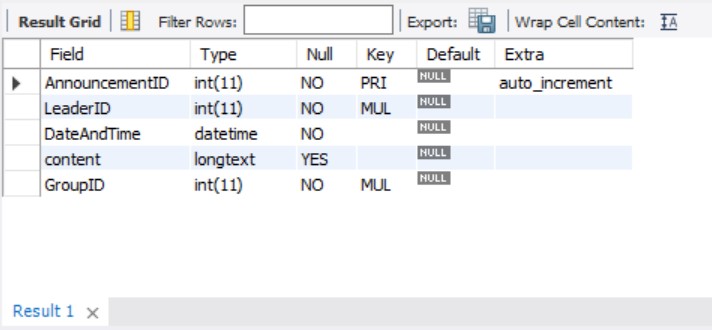 Result Grid Filter Rows: Export: Wrap Cell Content: IA
Field Type Null Key Default Extra
AnnouncementID int(11) NO PRI NULL auto_increment
LeaderID int(11) NO MUL NULL
DateAndTime datetime NO NULL
content longtext YES NULL
GroupID int(11) NO MUL NULL
Result 1 ×